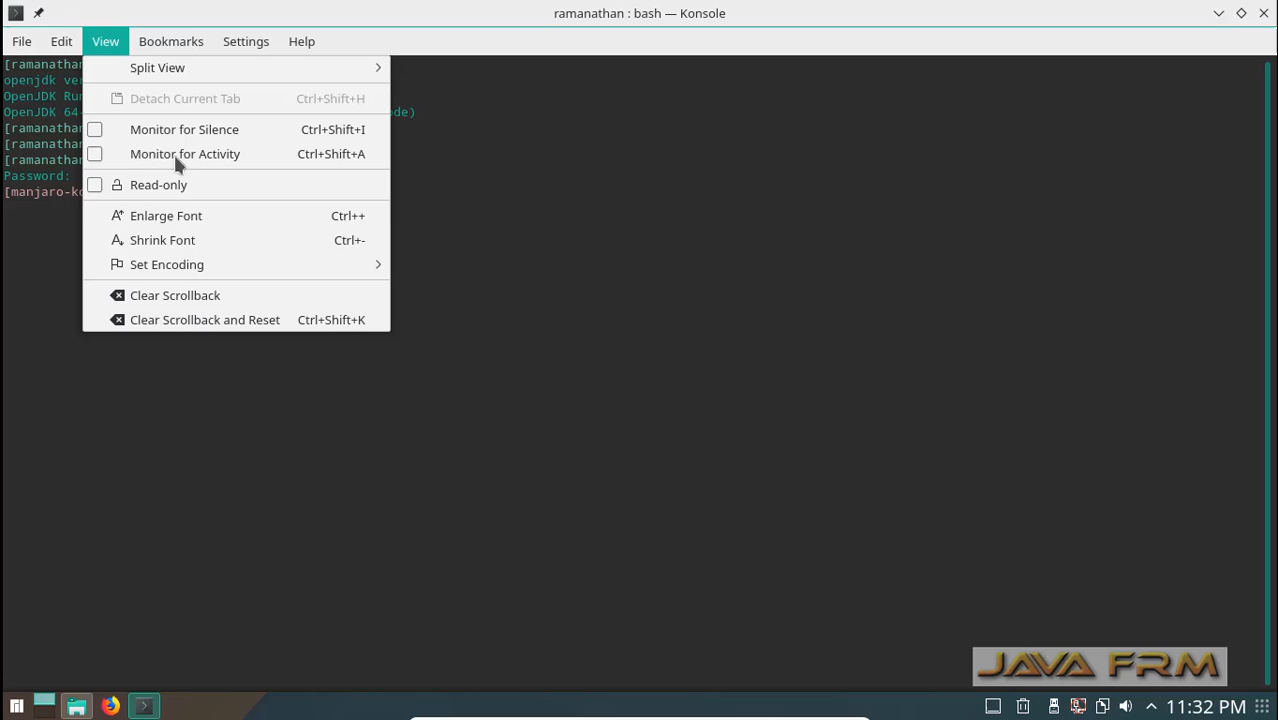 ramanathan : bash — Konsole
File Edit View Bookmarks Settings Help
[ramanathan
openjdk
OpenJDK
OpenJDK 64-
[ramanathan
[ramanathan
[ramanathan
Password:
[manjaro-
Split View
Detach Current Tab Ctrl+Shift+H
Monitor for Silence Ctrl+Shift+I
Monitor for Activity Ctrl+Shift+A
Read-only
Enlarge Font Ctrl++
Shrink Font Ctrl+-
Set Encoding
Clear Scrollback
Clear Scrollback and Reset Ctrl+Shift+K
JAVA FRM
11:32 PM